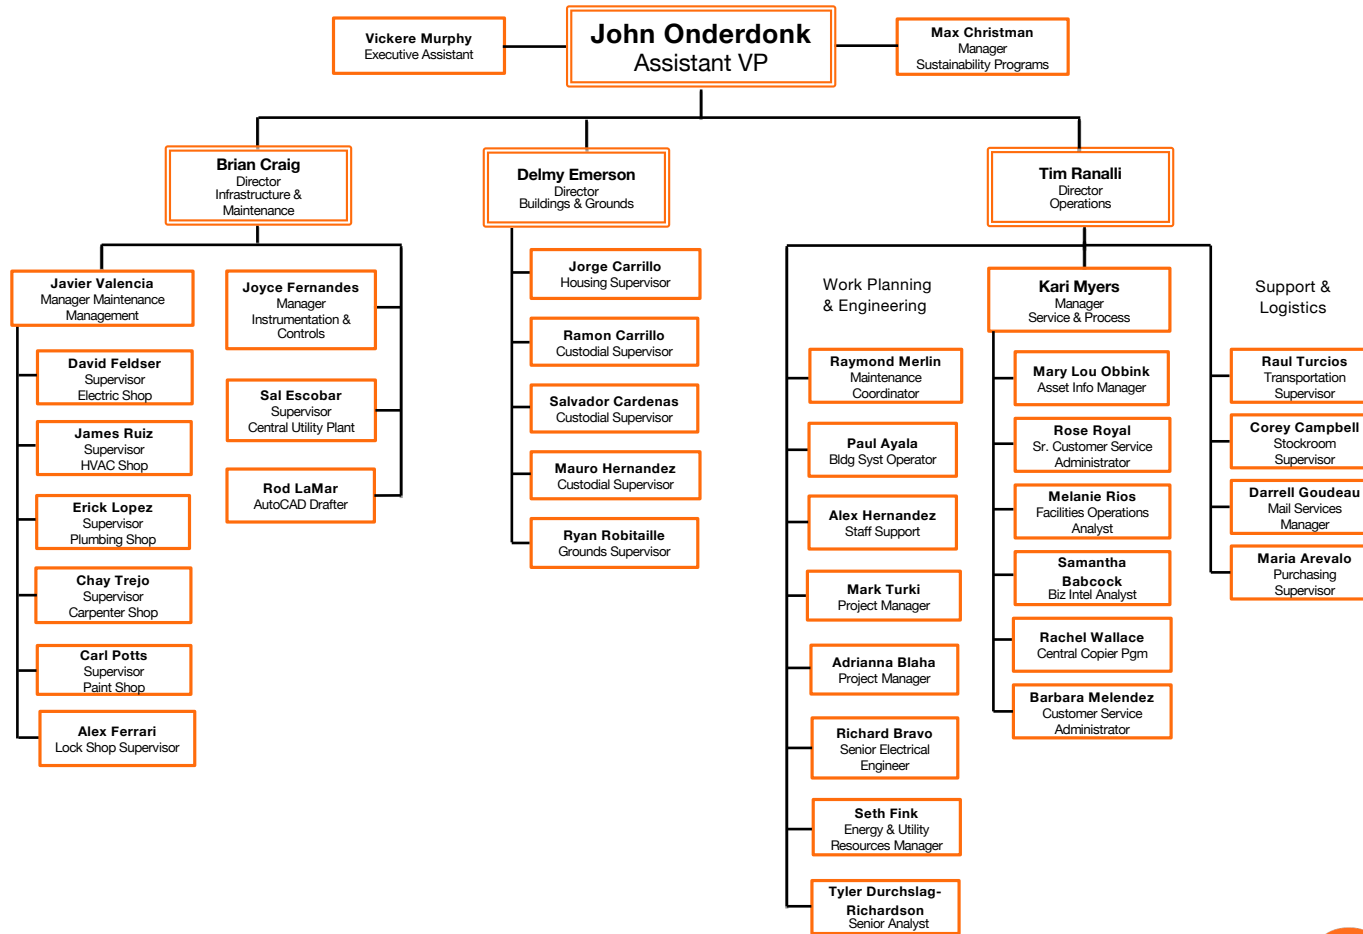 Vickere Murphy
Executive Assistant
John Onderdonk
Assistant VP
Max Christman
Manager
Sustainability Programs
Brian Craig
Director
Infrastructure &
Maintenance
Delmy Emerson
Director
Buildings & Grounds
Tim Ranalli
Director
Operations
Javier Valencia
Manager Maintenance
Management
David Feldser
Supervisor
Electric Shop
James Ruiz
Supervisor
HVAC Shop
Erick Lopez
Supervisor
Plumbing Shop
Chay Trejo
Supervisor
Carpenter Shop
Carl Potts
Supervisor
Paint Shop
Alex Ferrari
Lock Shop Supervisor
Joyce Fernandes
Manager
Instrumentation &
Controls
Sal Escobar
Supervisor
Central Utility Plant
Rod LaMar
AutoCAD Drafter
Jorge Carrillo
Housing Supervisor
Ramon Carrillo
Custodial Supervisor
Salvador Cardenas
Custodial Supervisor
Mauro Hernandez
Custodial Supervisor
Ryan Robitaille
Grounds Supervisor
Work Planning
& Engineering
Raymond Merlin
Maintenance
Coordinator
Paul Ayala
Bldg Syst Operator
Alex Hernandez
Staff Support
Mark Turki
Project Manager
Adrianna Blaha
Project Manager
Richard Bravo
Senior Electrical
Engineer
Seth Fink
Energy & Utility
Resources Manager
Tyler Durchslag-
Richardson
Senior Analyst
Kari Myers
Manager
Service & Process
Mary Lou Obbink
Asset Info Manager
Rose Royal
Sr. Customer Service
Administrator
Melanie Rios
Facilities Operations
Analyst
Samantha
Babcock
Biz Intel Analyst
Rachel Wallace
Central Copier Pgm
Barbara Melendez
Customer Service
Administrator
Support &
Logistics
Raul Turcios
Transportation
Supervisor
Corey Campbell
Stockroom
Supervisor
Darrell Goudeau
Mail Services
Manager
Maria Arevalo
Purchasing
Supervisor